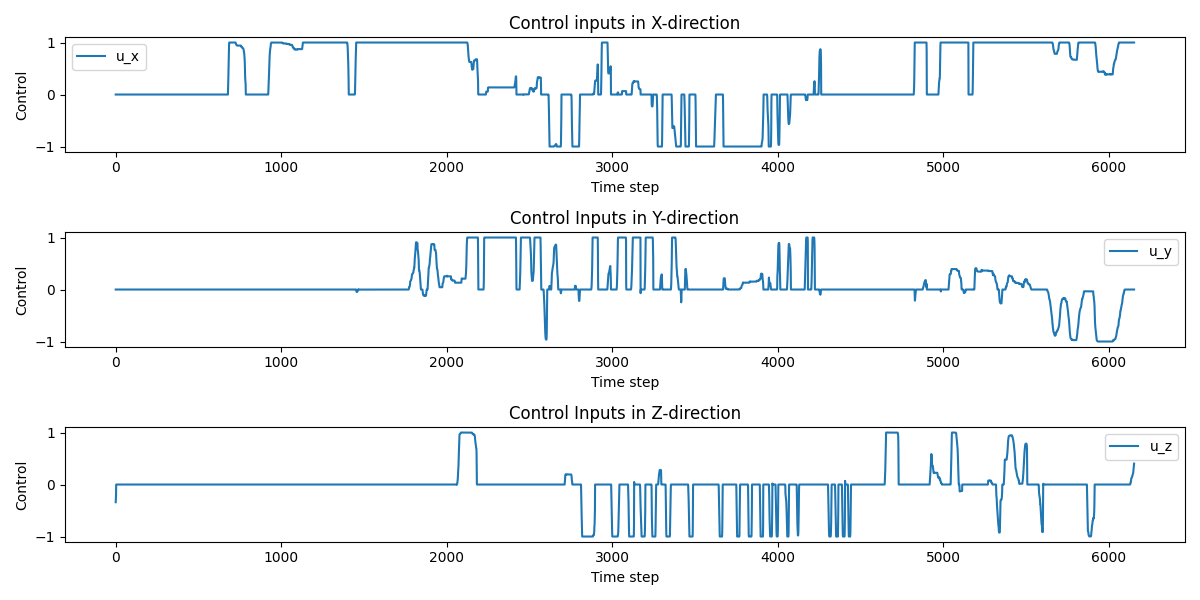 Control inputs in X-direction
1
0
−1
Control
u_x
0 1000 2000 3000 4000 5000 6000
Time step
Control Inputs in Y-direction
1
0
−1
Control
u_y
0 1000 2000 3000 4000 5000 6000
Time step
Control Inputs in Z-direction
1
0
−1
Control
u_z
0 1000 2000 3000 4000 5000 6000
Time step